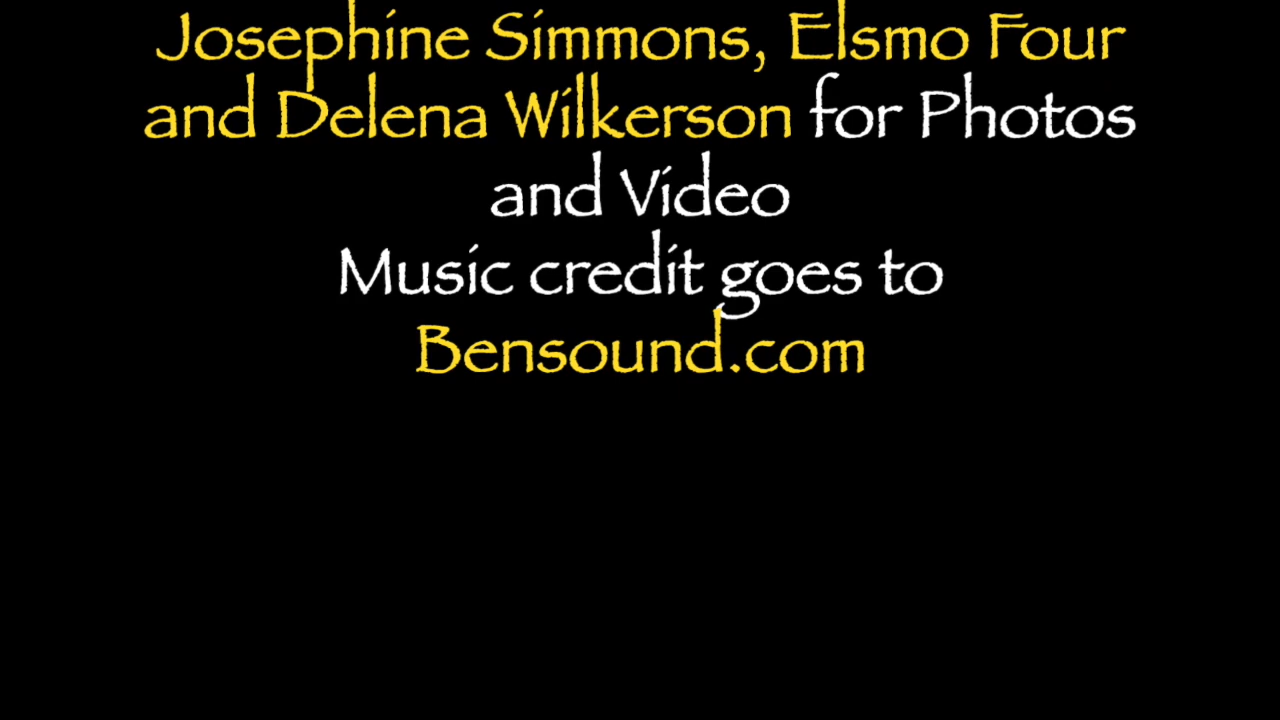 Josephine Simmons, Elsmo Four
and Delena Wilkerson for Photos
and Video
Music credit goes to
Bensound.com